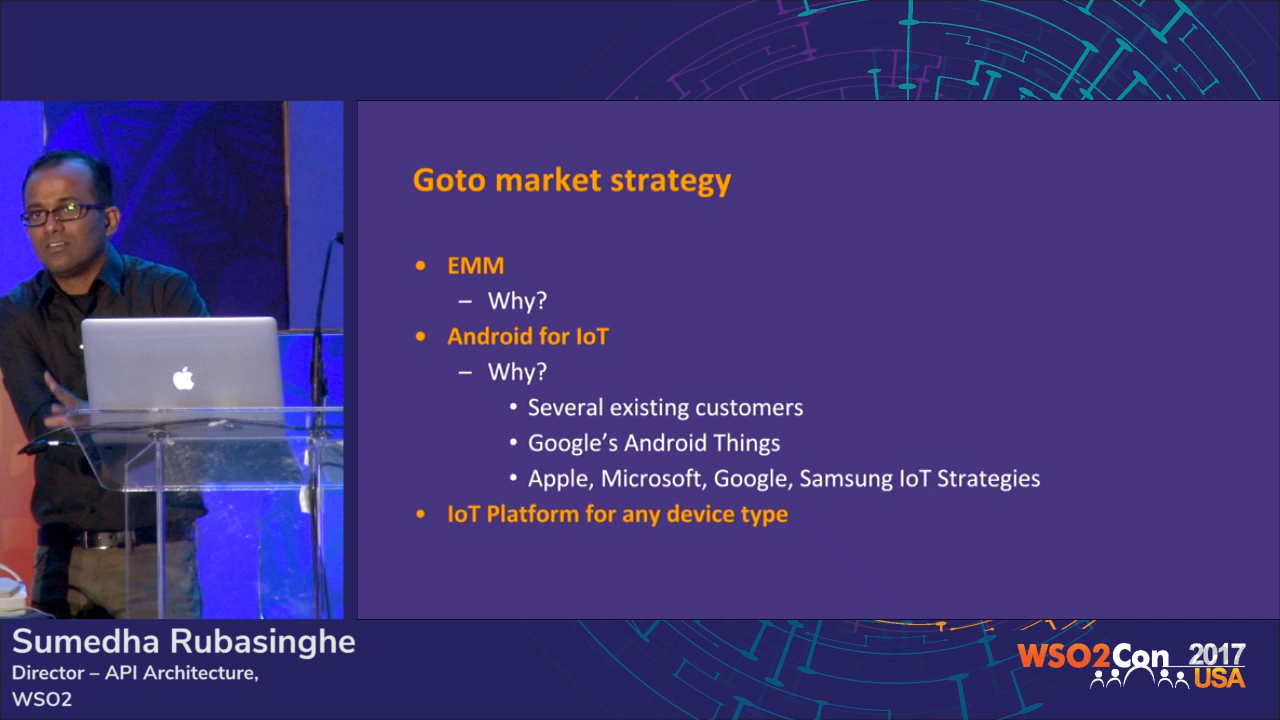 Goto market strategy
• EMM
– Why?
• Android for IoT
– Why?
• Several existing customers
• Google's Android Things
• Apple, Microsoft, Google, Samsung IoT Strategies
• IoT Platform for any device type
Sumedha Rubasinghe
Director – API Architecture,
WSO2
WSO2Con 2017
USA